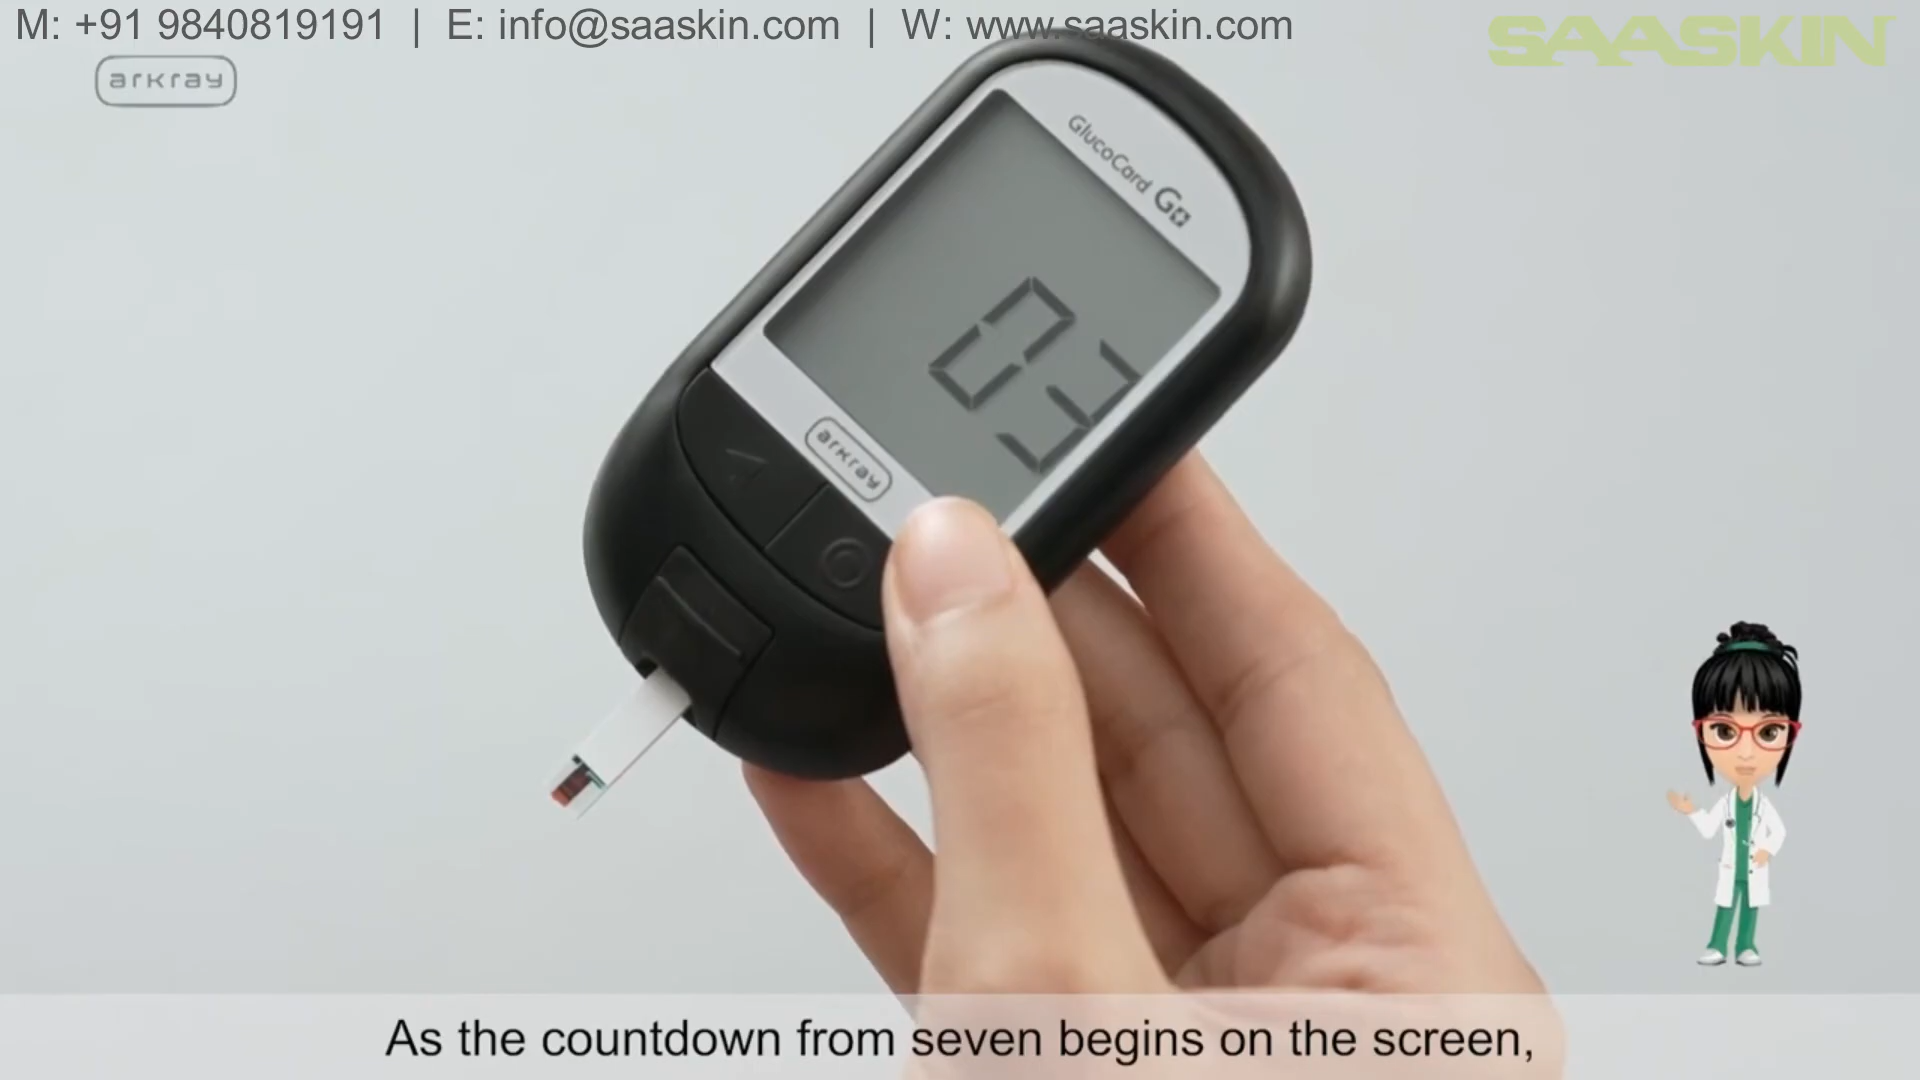 M: +91 9840819191 | E: info@saaskin.com | W: www.saaskin.com
SAASKIN
arkray
GlucoCard G+
03
arkray
As the countdown from seven begins on the screen,